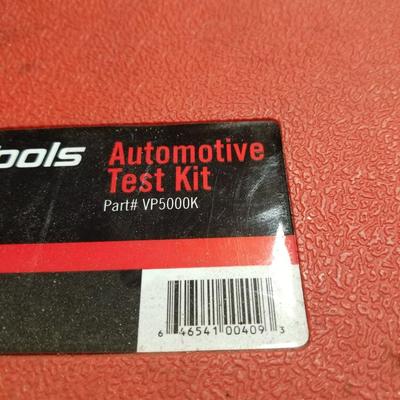 ools Automotive
Test Kit
Part# VP5000K
6 46541 00409 3